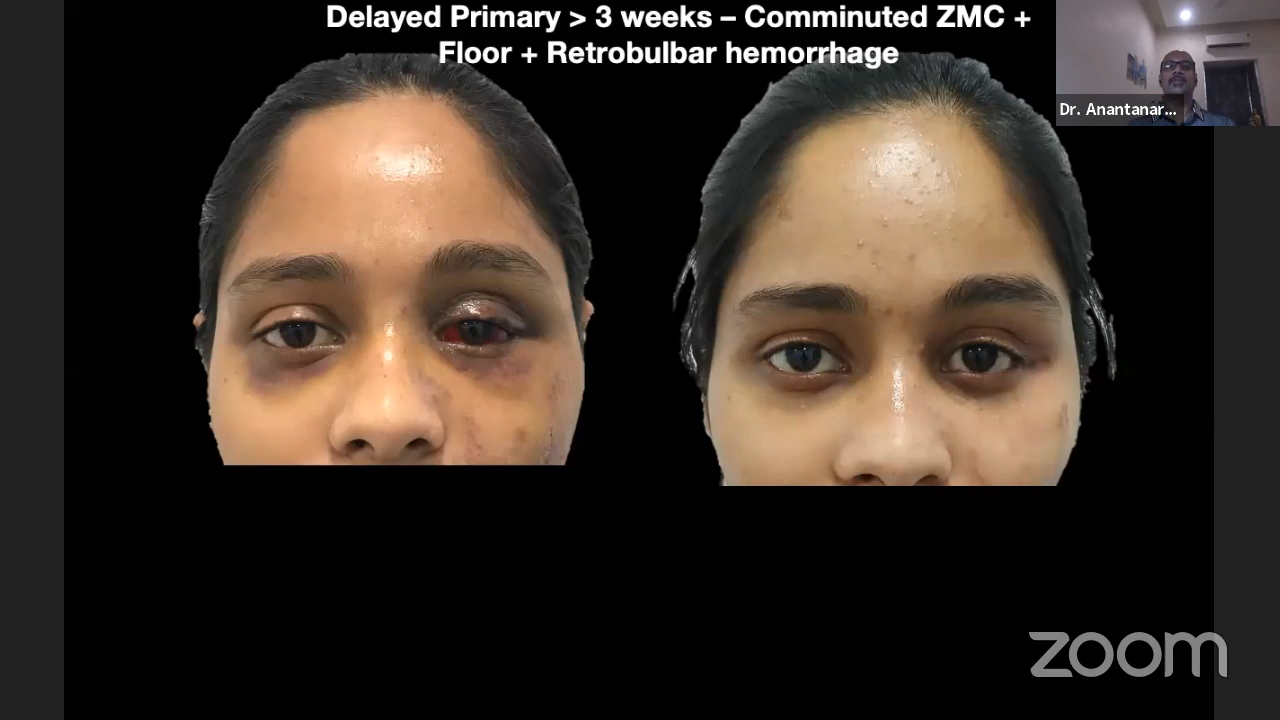 Delayed Primary > 3 weeks – Comminuted ZMC +
Floor + Retrobulbar hemorrhage
Dr. Anantanar...
zoom